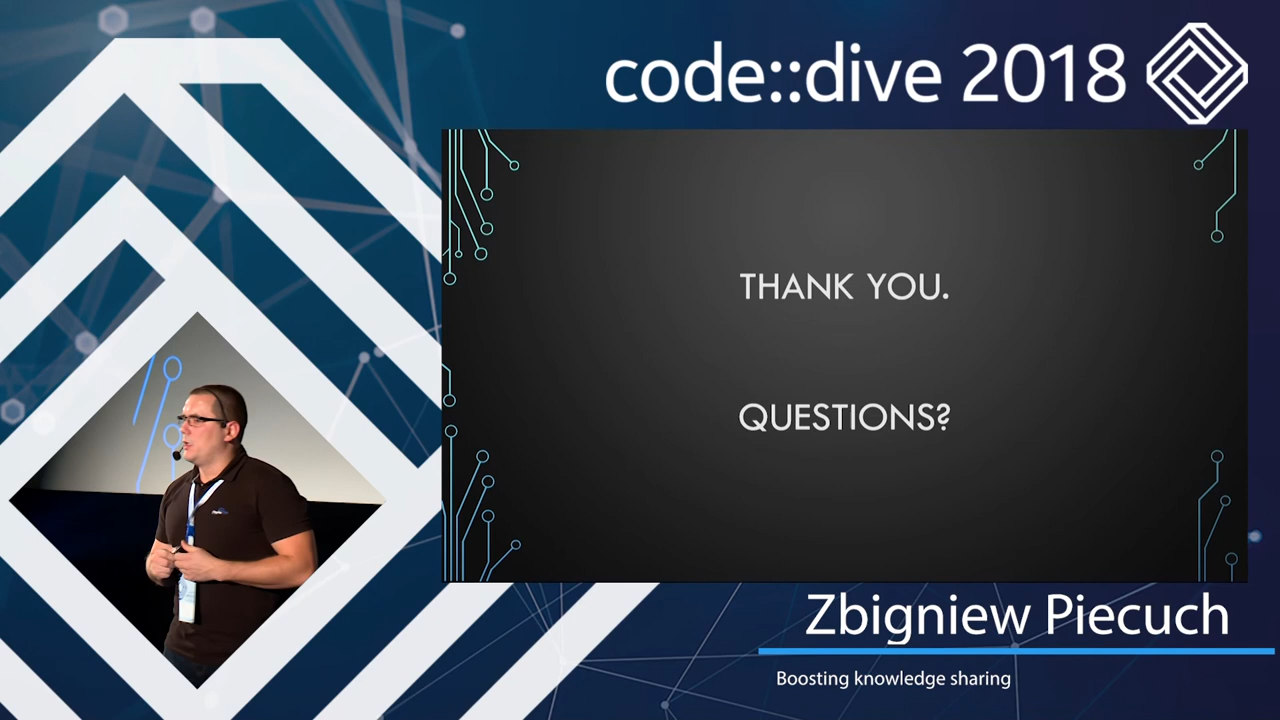 code::dive 2018
THANK YOU.
QUESTIONS?
Zbigniew Piecuch
Boosting knowledge sharing